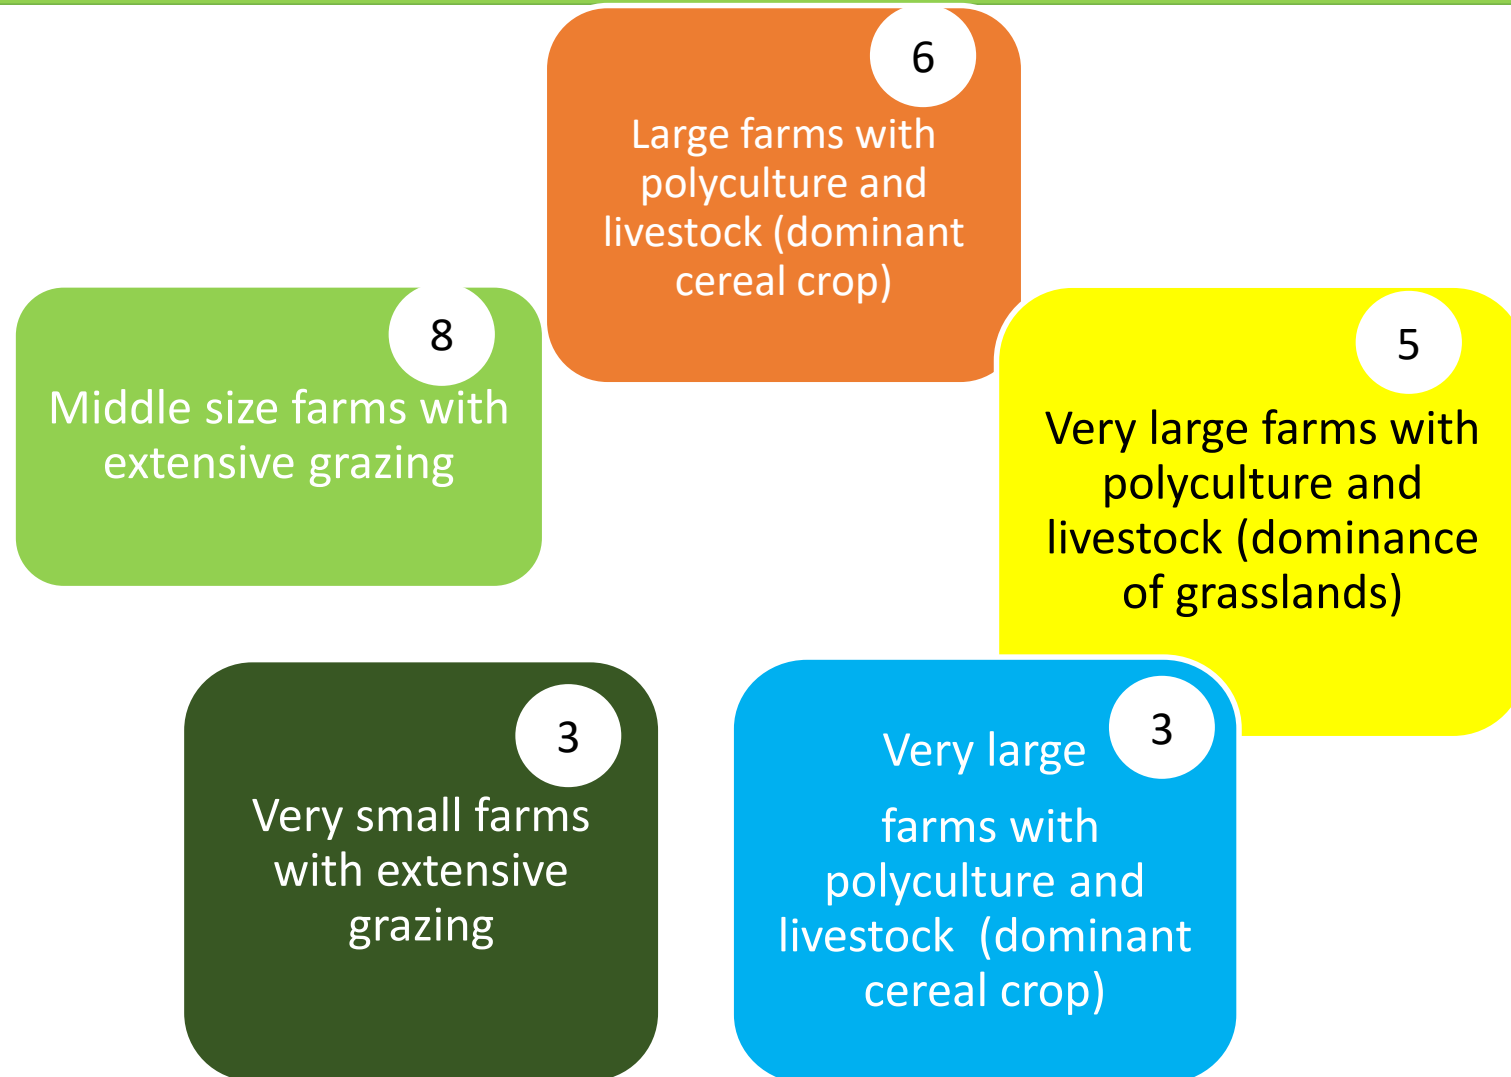 6
Large farms with
polyculture and
livestock (dominant
cereal crop)
8
Middle size farms with
extensive grazing
5
Very large farms with
polyculture and
livestock (dominance
of grasslands)
3
Very small farms
with extensive
grazing
3
Very large
farms with
polyculture and
livestock  (dominant
cereal crop)